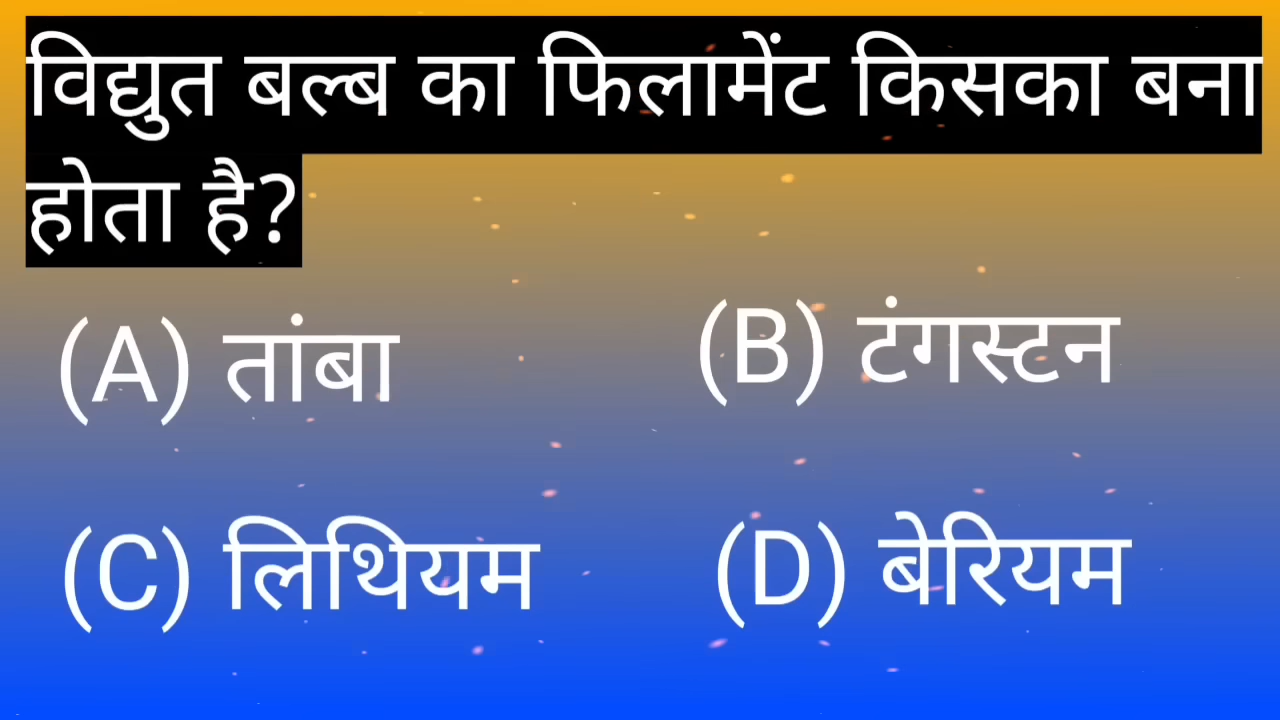 विद्युत बल्ब का फिलामेंट किसका बना
होता है?
(A) तांबा (B) टंगस्टन
(C) लिथियम (D) बेरियम